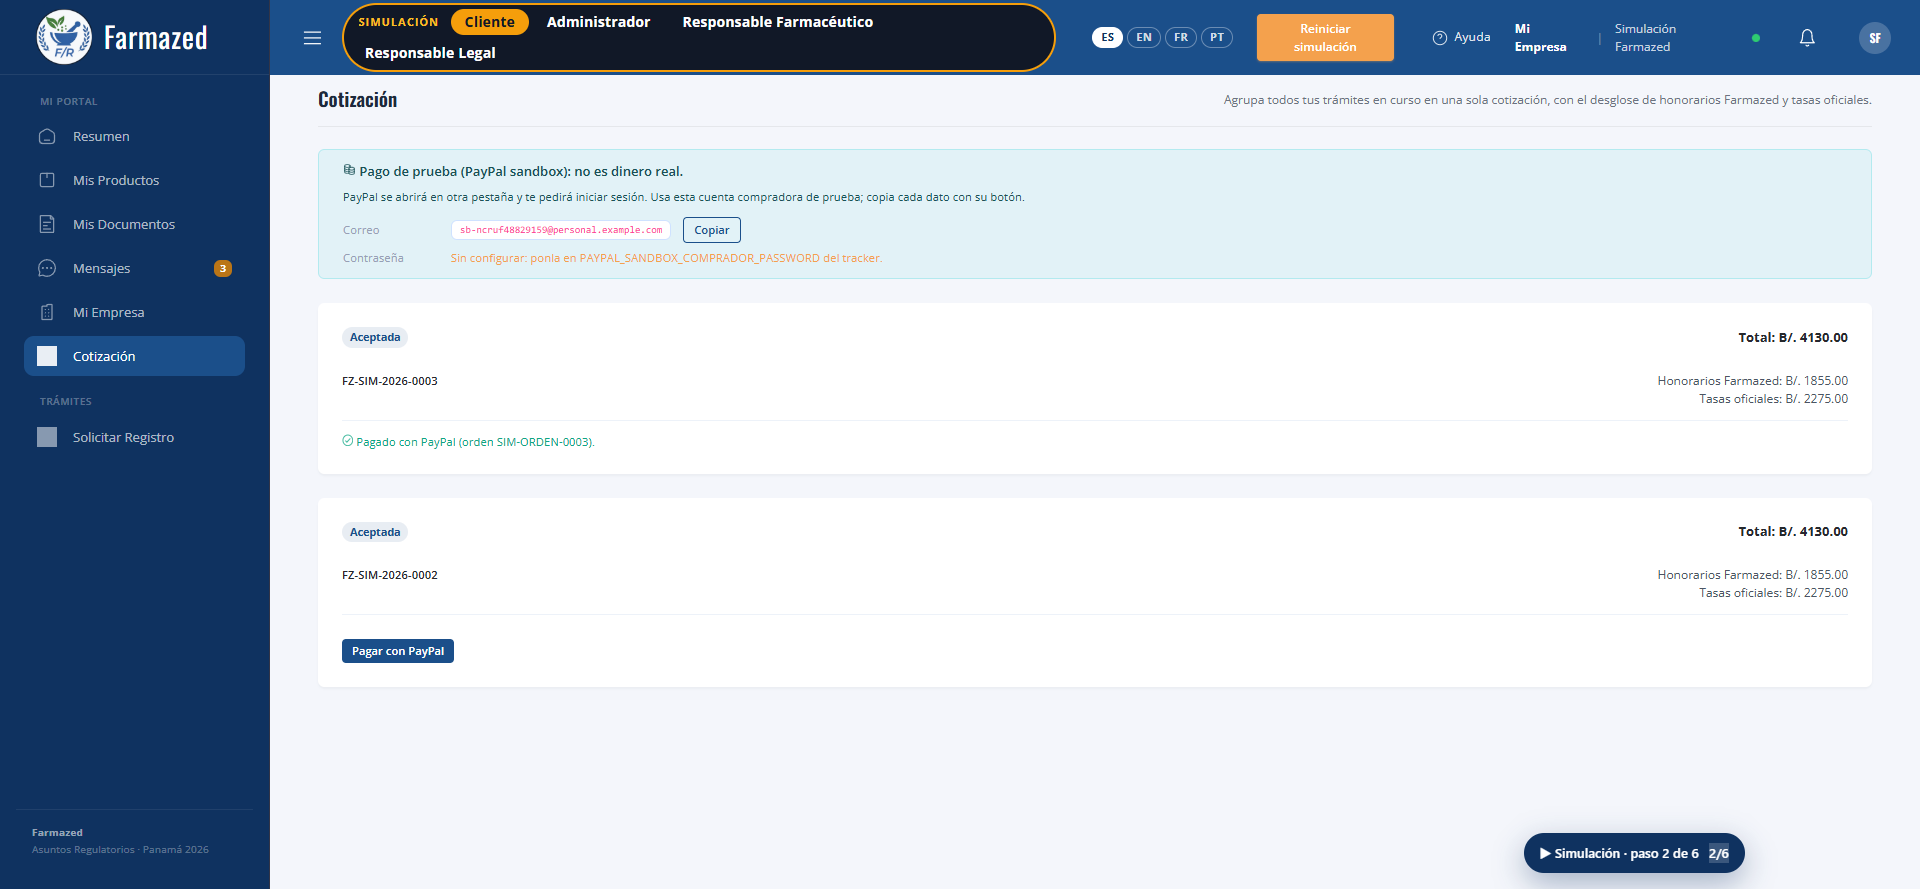 F/R
Farmazed
SIMULACIÓN Cliente Administrador Responsable Farmacéutico
Responsable Legal
ES EN FR PT
Reiniciar
simulación
Ayuda
Mi
Empresa
Simulación
Farmazed
SF
MI PORTAL
Resumen
Mis Productos
Mis Documentos
Mensajes 3
Mi Empresa
Cotización
TRÁMITES
Solicitar Registro
Farmazed
Asuntos Regulatorios · Panamá 2026
Cotización
Agrupa todos tus trámites en curso en una sola cotización, con el desglose de honorarios Farmazed y tasas oficiales.
Pago de prueba (PayPal sandbox): no es dinero real.
PayPal se abrirá en otra pestaña y te pedirá iniciar sesión. Usa esta cuenta compradora de prueba; copia cada dato con su botón.
Correo sb-ncruf48829159@personal.example.com Copiar
Contraseña Sin configurar: ponla en PAYPAL_SANDBOX_COMPRADOR_PASSWORD del tracker.
Aceptada Total: B/. 4130.00
FZ-SIM-2026-0003 Honorarios Farmazed: B/. 1855.00
Tasas oficiales: B/. 2275.00
Pagado con PayPal (orden SIM-ORDEN-0003).
Aceptada Total: B/. 4130.00
FZ-SIM-2026-0002 Honorarios Farmazed: B/. 1855.00
Tasas oficiales: B/. 2275.00
Pagar con PayPal
▶ Simulación · paso 2 de 6 2/6